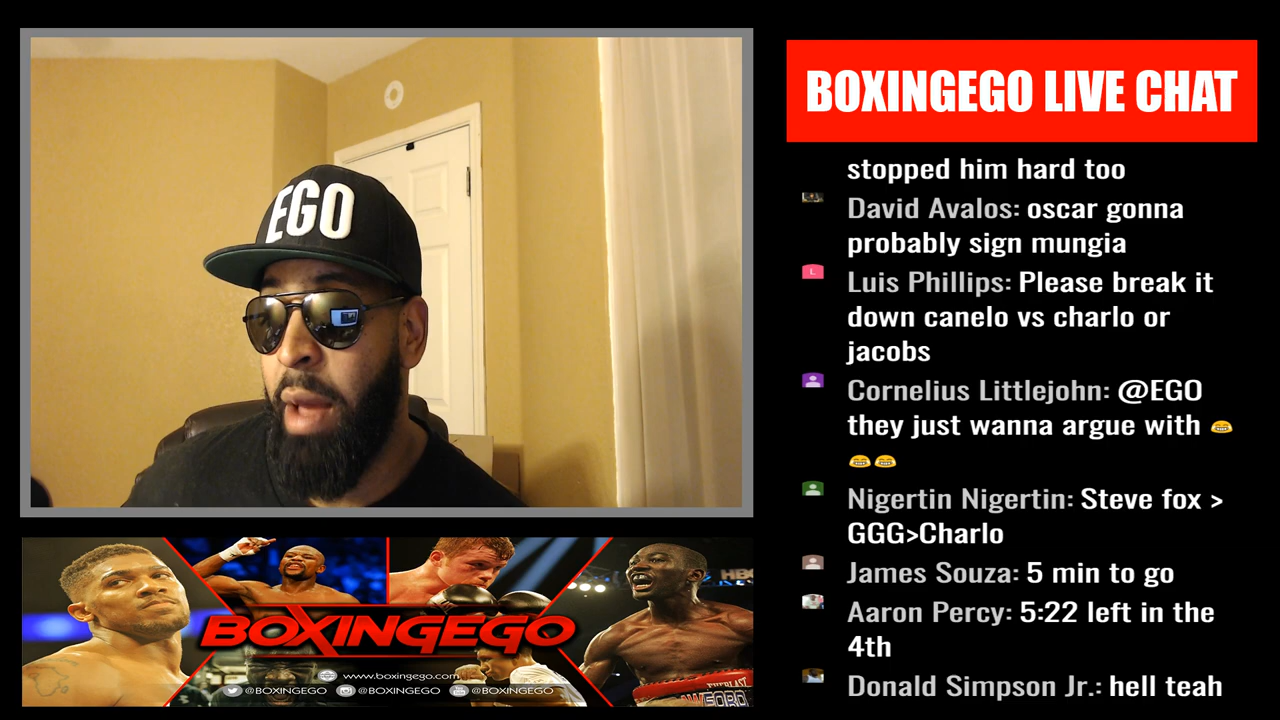 EGO
BOXINGEGO LIVE CHAT
stopped him hard too
David Avalos: oscar gonna
probably sign mungia
L
Luis Phillips: Please break it
down canelo vs charlo or
jacobs
Cornelius Littlejohn: @EGO
they just wanna argue with 😂
😂😂
Nigertin Nigertin: Steve fox >
GGG>Charlo
James Souza: 5 min to go
Aaron Percy: 5:22 left in the
4th
Donald Simpson Jr.: hell teah
HBO
BOXINGEGO
www.boxingego.com
@BOXINGEGO @BOXINGEGO @BOXINGEGO
EVERLAST